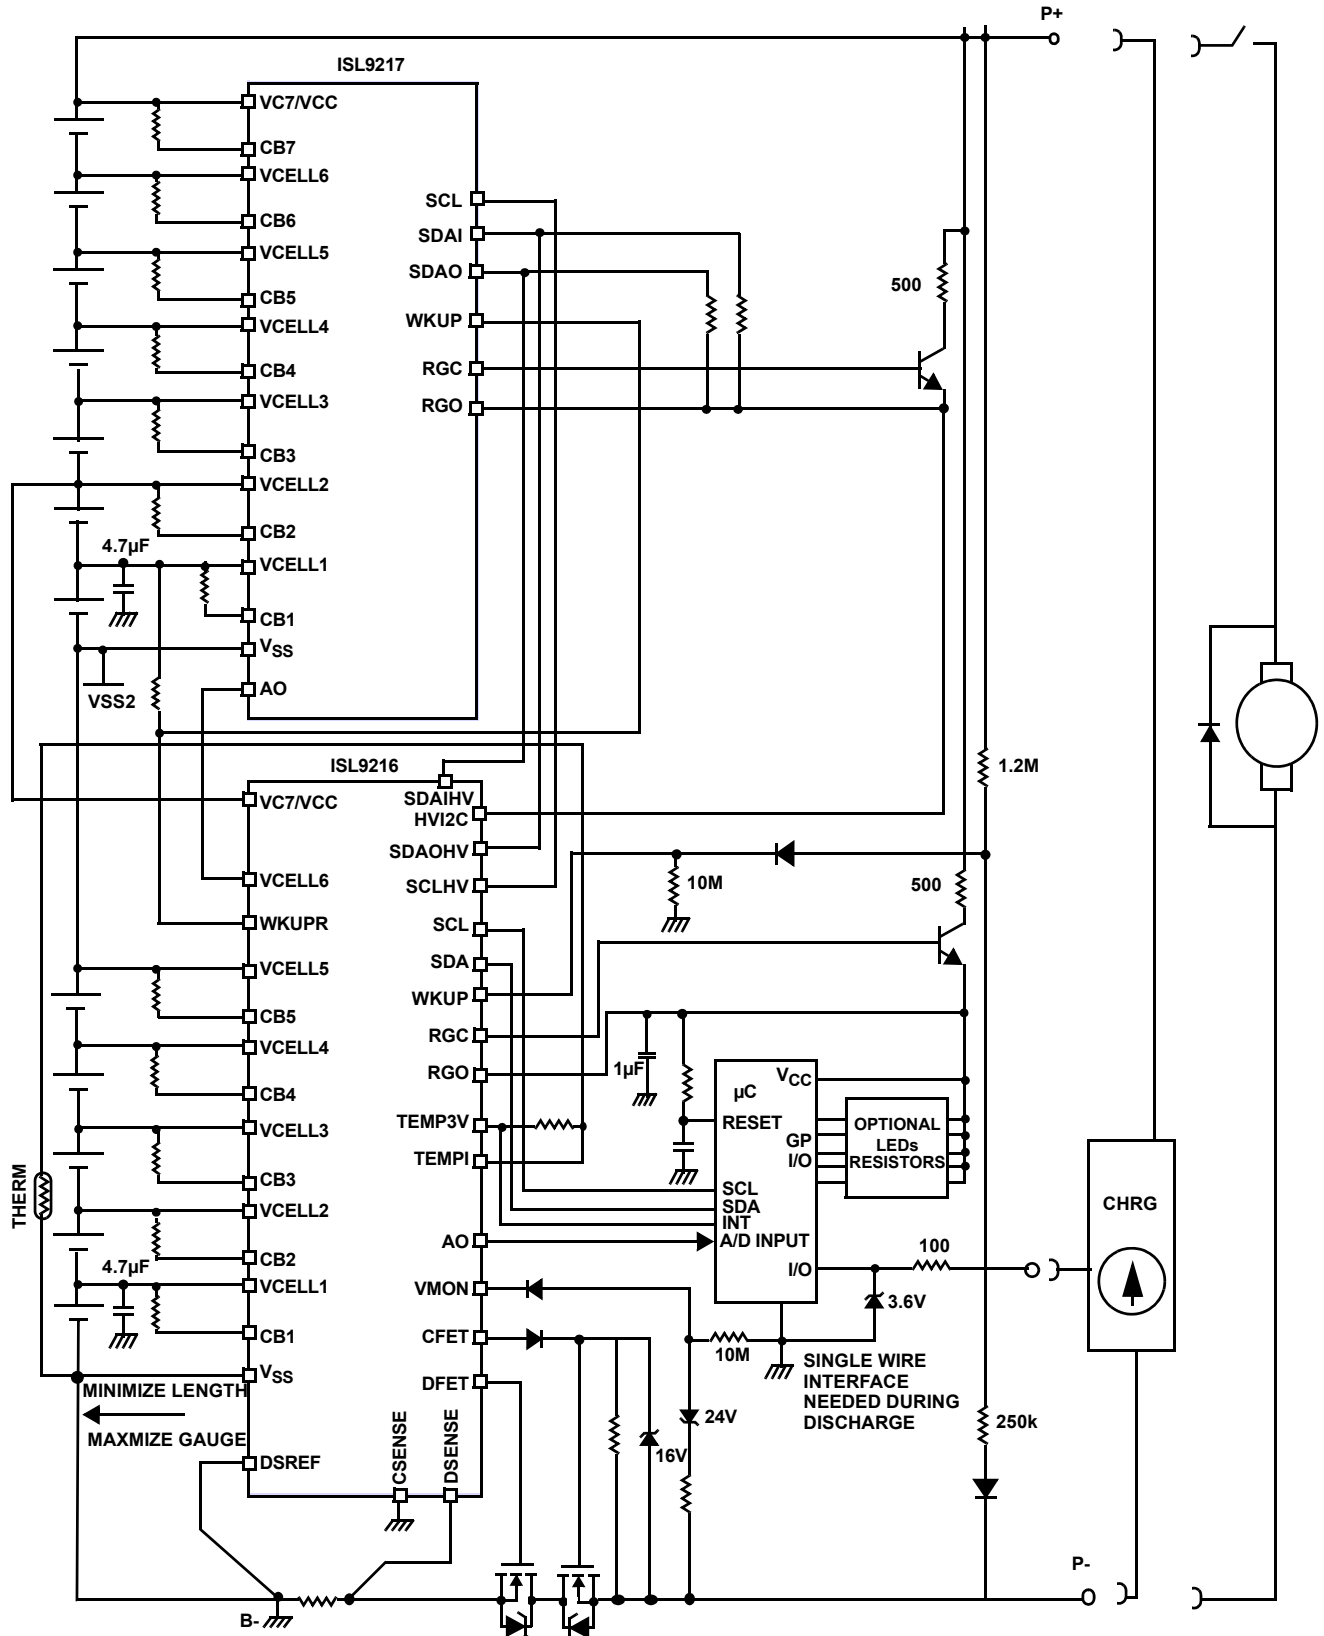 P+
ISL9217
VC7/VCC
CB7
VCELL6
CB6
VCELL5
CB5
VCELL4
CB4
VCELL3
CB3
VCELL2
CB2
4.7µF
VCELL1
CB1
VSS
VSS2
AO
SCL
SDAI
SDAO
WKUP
RGC
RGO
500
1.2M
ISL9216
VC7/VCC
SDAIHV
HVI2C
SDAOHV
VCELL6
SCLHV
WKUPR
SCL
SDA
VCELL5
WKUP
CB5
RGC
VCELL4
RGO
CB4
TEMP3V
VCELL3
TEMPI
CB3
THERM
VCELL2
AO
CB2
4.7µF
VCELL1
VMON
CB1
CFET
VSS
DFET
MINIMIZE LENGTH
MAXMIZE GAUGE
CSENSE
DSENSE
DSREF
B-
10M
500
1µF
µC
VCC
RESET
GP
I/O
OPTIONAL
LEDs
RESISTORS
SCL
SDA
INT
A/D INPUT
I/O
100
3.6V
10M
SINGLE WIRE
INTERFACE
NEEDED DURING
DISCHARGE
24V
16V
250k
CHRG
P-